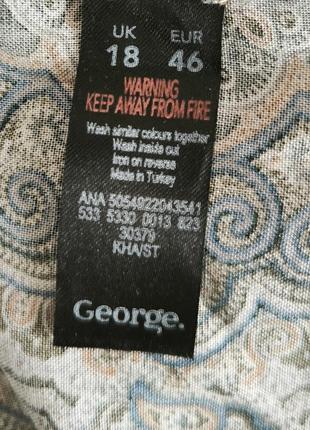 UK EUR
18 46
WARNING
KEEP AWAY FROM FIRE
Wash similar colours together
Wash inside out
Iron on reverse
Made in Turkey
ANA 5054922043541
533 5330 0013 823
30379
KHA/ST
George.